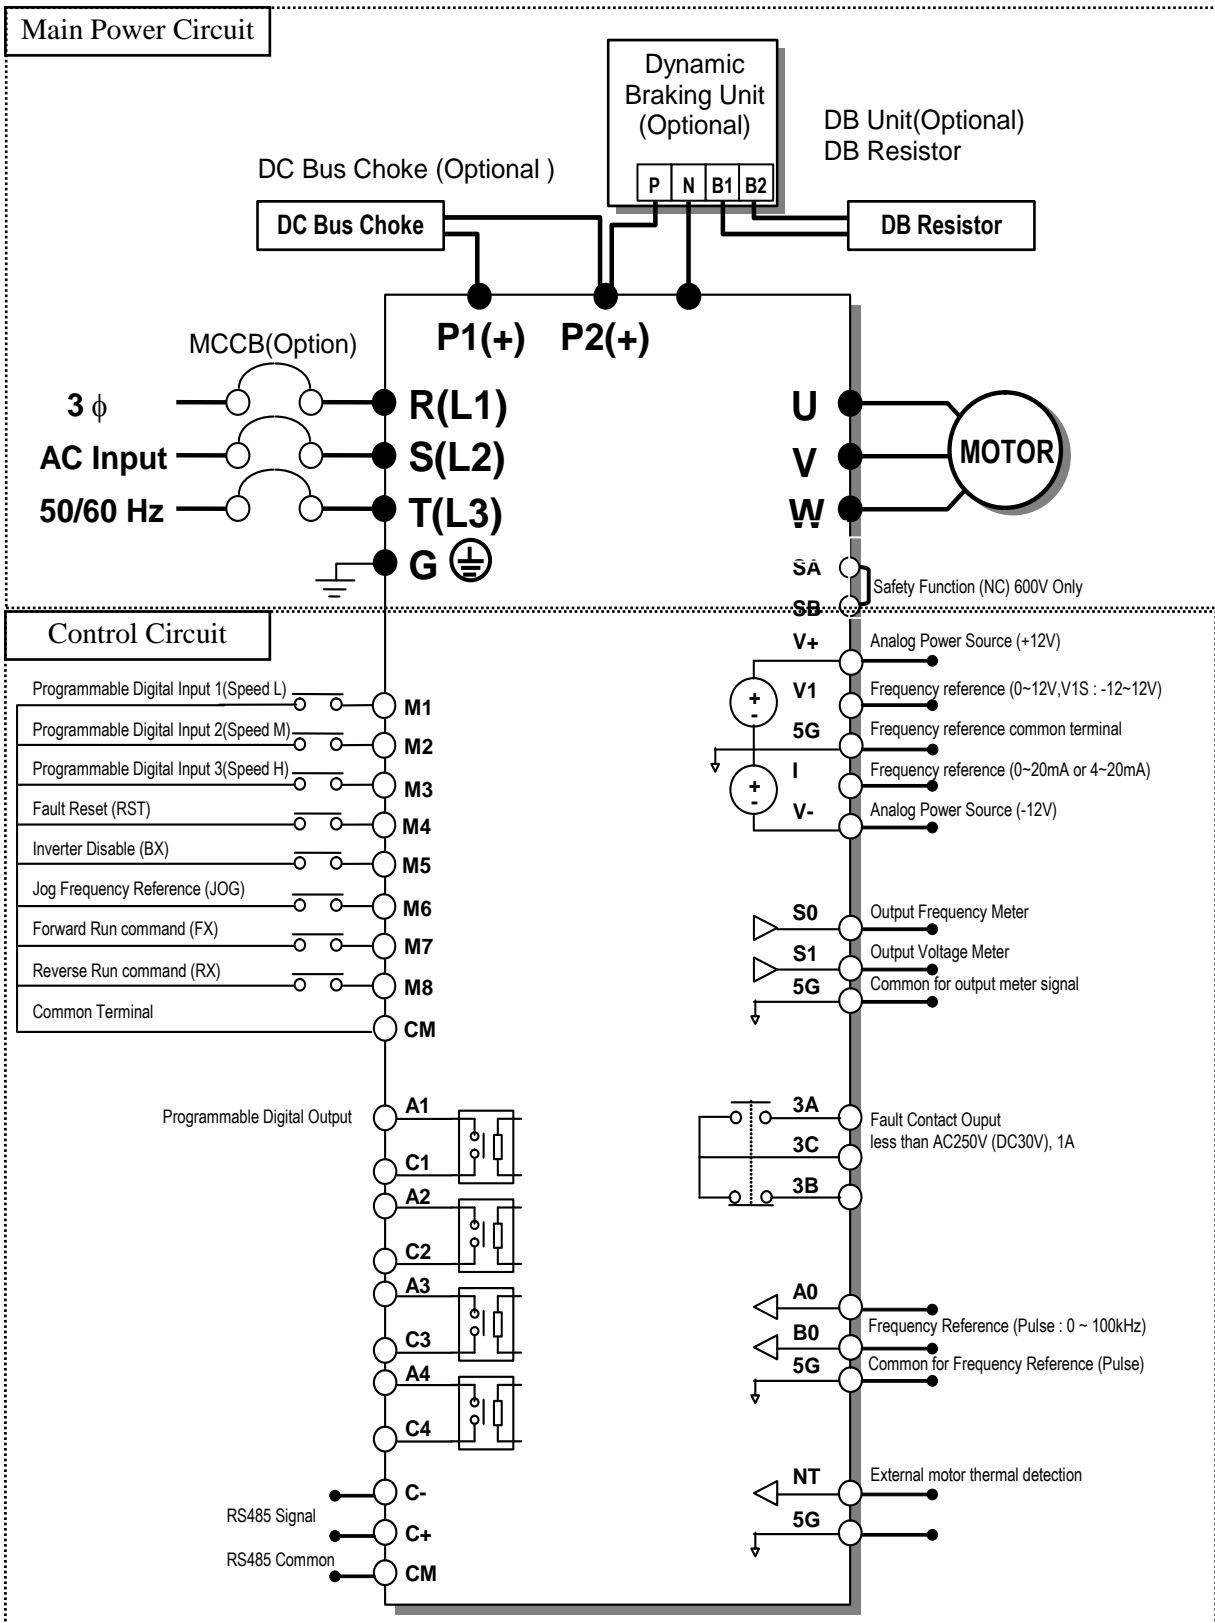 Main Power Circuit
Dynamic
Braking Unit
(Optional)
P N B1 B2
DB Unit(Optional)
DB Resistor
DC Bus Choke (Optional )
DC Bus Choke
DB Resistor
P1(+) P2(+)
MCCB(Option)
3 ϕ
AC Input
50/60 Hz
R(L1)
S(L2)
T(L3)
G
U
V
W
MOTOR
SA
SB
Safety Function (NC) 600V Only
Control Circuit
Programmable Digital Input 1(Speed L)
M1
Programmable Digital Input 2(Speed M)
M2
Programmable Digital Input 3(Speed H)
M3
Fault Reset (RST)
M4
Inverter Disable (BX)
M5
Jog Frequency Reference (JOG)
M6
Forward Run command (FX)
M7
Reverse Run command (RX)
M8
Common Terminal
CM
V+ Analog Power Source (+12V)
V1 Frequency reference (0~12V,V1S : -12~12V)
+
-
5G Frequency reference common terminal
I Frequency reference (0~20mA or 4~20mA)
+
-
V- Analog Power Source (-12V)
S0 Output Frequency Meter
S1 Output Voltage Meter
5G Common for output meter signal
Programmable Digital Output
A1
C1
A2
C2
A3
C3
A4
C4
3A
3C
3B
Fault Contact Ouput
less than AC250V (DC30V), 1A
A0
B0
Frequency Reference (Pulse : 0 ~ 100kHz)
5G Common for Frequency Reference (Pulse)
NT External motor thermal detection
5G
C-
RS485 Signal
C+
RS485 Common
CM